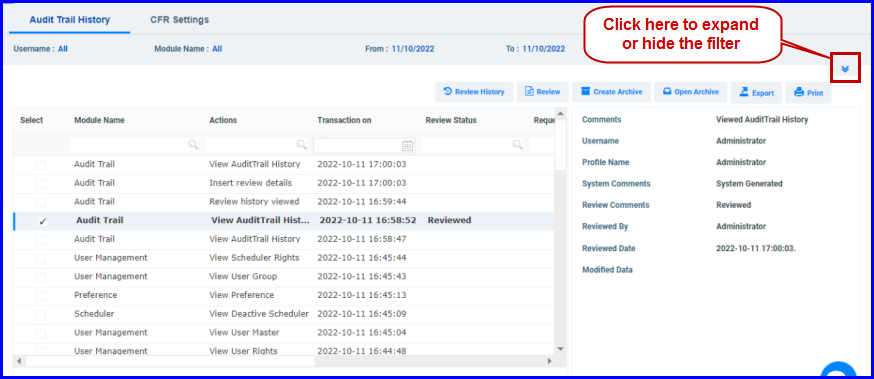 Audit Trail History CFR Settings
Click here to expand
or hide the filter
Username : All Module Name : All From : 11/10/2022 To : 11/10/2022
Review History Review Create Archive Open Archive Export Print
Select Module Name Actions Transaction on Review Status Reque
Audit Trail View AuditTrail History 2022-10-11 17:00:03
Audit Trail Insert review details 2022-10-11 17:00:03
Audit Trail Review history viewed 2022-10-11 16:59:44
Audit Trail View AuditTrail Hist... 2022-10-11 16:58:52 Reviewed
Audit Trail View AuditTrail History 2022-10-11 16:58:47
User Management View Scheduler Rights 2022-10-11 16:45:44
User Management View User Group 2022-10-11 16:45:43
Preference View Preference 2022-10-11 16:45:13
Scheduler View Deactive Scheduler 2022-10-11 16:45:09
User Management View User Master 2022-10-11 16:45:04
User Management View User Rights 2022-10-11 16:44:48
Comments Viewed AuditTrail History
Username Administrator
Profile Name Administrator
System Comments System Generated
Review Comments Reviewed
Reviewed By Administrator
Reviewed Date 2022-10-11 17:00:03.
Modified Data